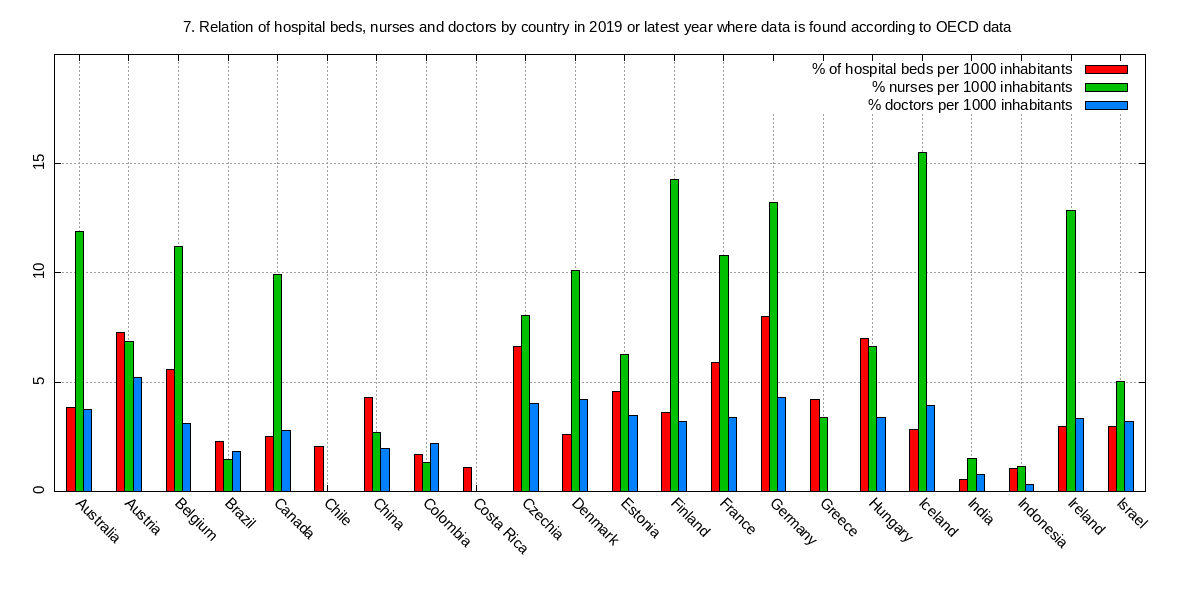 7. Relation of hospital beds, nurses and doctors by country in 2019 or latest year where data is found according to OECD data
% of hospital beds per 1000 inhabitants
% nurses per 1000 inhabitants
% doctors per 1000 inhabitants
15
10
5
0
Australia
Austria
Belgium
Brazil
Canada
Chile
China
Colombia
Costa Rica
Czechia
Denmark
Estonia
Finland
France
Germany
Greece
Hungary
Iceland
India
Indonesia
Ireland
Israel